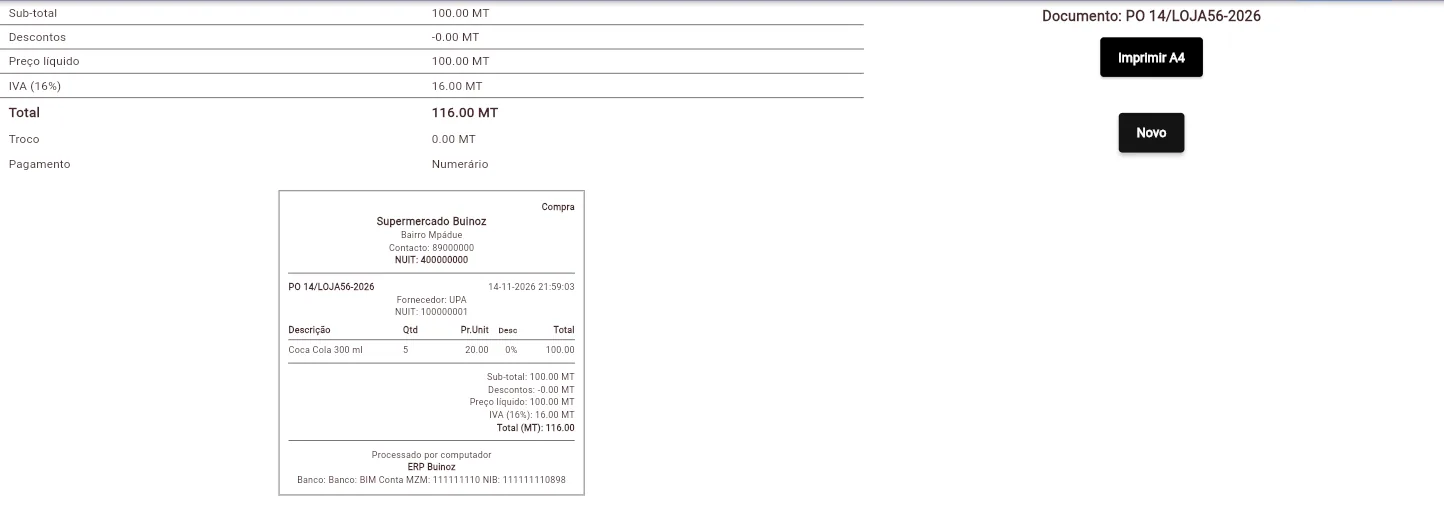 Sub-total 100.00 MT
Descontos -0.00 MT
Preço líquido 100.00 MT
IVA (16%) 16.00 MT
Total 116.00 MT
Troco 0.00 MT
Pagamento Numerário
Documento: PO 14/LOJA56-2026
Imprimir A4
Novo
Compra
Supermercado Buinoz
Bairro Mpádue
Contacto: 89000000
NUIT: 400000000
PO 14/LOJA56-2026 14-11-2026 21:59:03
Fornecedor: UPA
NUIT: 100000001
Descrição Qtd Pr.Unit Desc Total
Coca Cola 300 ml 5 20.00 0% 100.00
Sub-total: 100.00 MT
Descontos: -0.00 MT
Preço líquido: 100.00 MT
IVA (16%): 16.00 MT
Total (MT): 116.00
Processado por computador
ERP Buinoz
Banco: Banco: BIM Conta MZM: 111111110 NIB: 111111110898